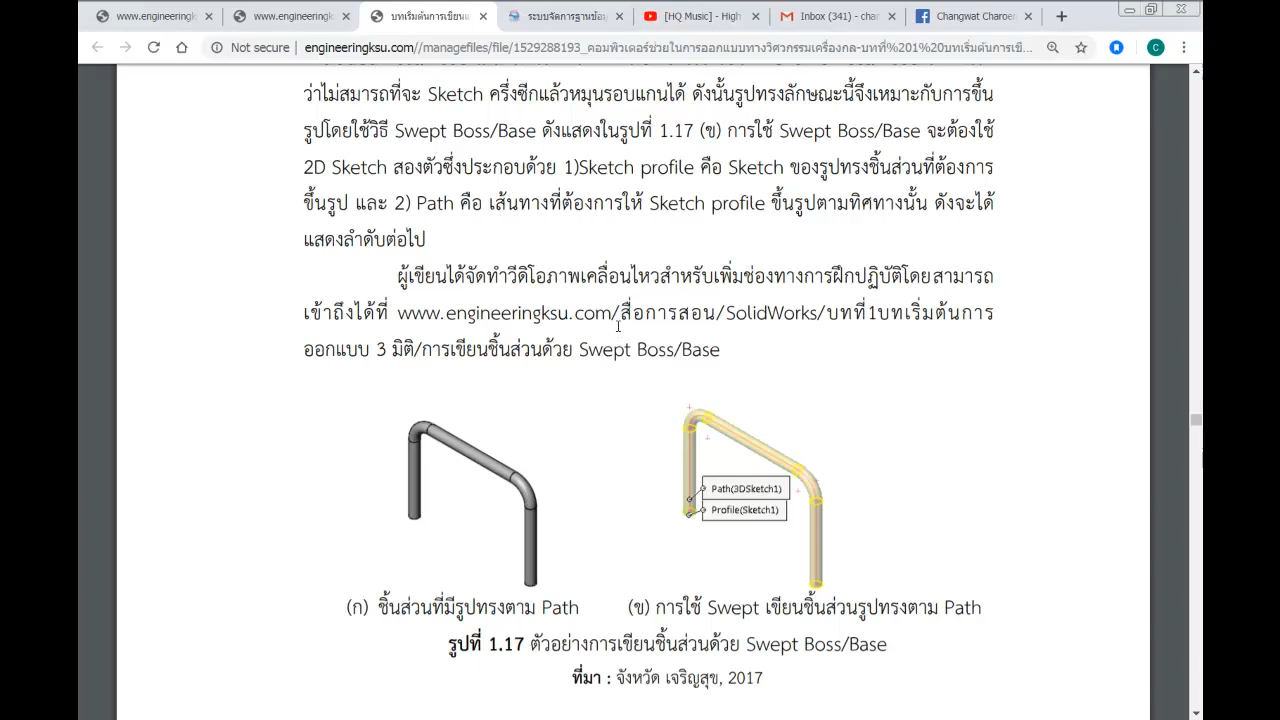 www.engineeringk
www.engineeringk
บทเริ่มต้นการเขียนแ
ระบบจัดการฐานข้อมู
[HQ Music] - High
Inbox (341) - char
Changwat Charoen
Not secure | engineeringksu.com//managefiles/file/1529288193_คอมพิวเตอร์ช่วยในการออกแบบทางวิศวกรรมเครื่องกล-บทที่%201%20บทเริ่มต้นการเขี...
C
ว่าไม่สมารถที่จะ Sketch ครึ่งซีกแล้วหมุนรอบแกนได้ ดังนั้นรูปทรงลักษณะนี้จึงเหมาะกับการขึ้น
รูปโดยใช้วิธี Swept Boss/Base ดังแสดงในรูปที่ 1.17 (ข) การใช้ Swept Boss/Base จะต้องใช้
2D Sketch สองตัวซึ่งประกอบด้วย 1)Sketch profile คือ Sketch ของรูปทรงชิ้นส่วนที่ต้องการ
ขึ้นรูป และ 2) Path คือ เส้นทางที่ต้องการให้ Sketch profile ขึ้นรูปตามทิศทางนั้น ดังจะได้
แสดงลำดับต่อไป
ผู้เขียนได้จัดทำวีดิโอภาพเคลื่อนไหวสำหรับเพิ่มช่องทางการฝึกปฏิบัติโดยสามารถ
เข้าถึงได้ที่ www.engineeringksu.com/สื่อการสอน/SolidWorks/บทที่1บทเริ่มต้นการ
ออกแบบ 3 มิติ/การเขียนชิ้นส่วนด้วย Swept Boss/Base
Path(3DSketch1)
Profile(Sketch1)
(ก) ชิ้นส่วนที่มีรูปทรงตาม Path
(ข) การใช้ Swept เขียนชิ้นส่วนรูปทรงตาม Path
รูปที่ 1.17 ตัวอย่างการเขียนชิ้นส่วนด้วย Swept Boss/Base
ที่มา : จังหวัด เจริญสุข, 2017